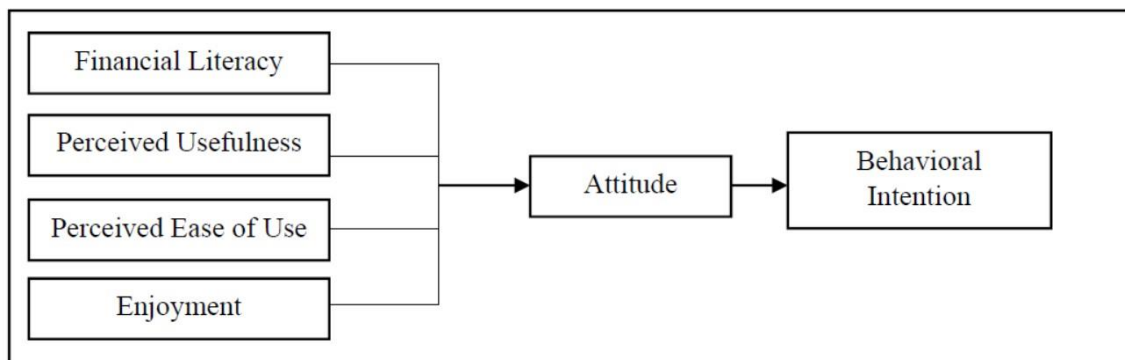 Financial Literacy
Perceived Usefulness
Perceived Ease of Use
Enjoyment
Attitude
Behavioral
Intention